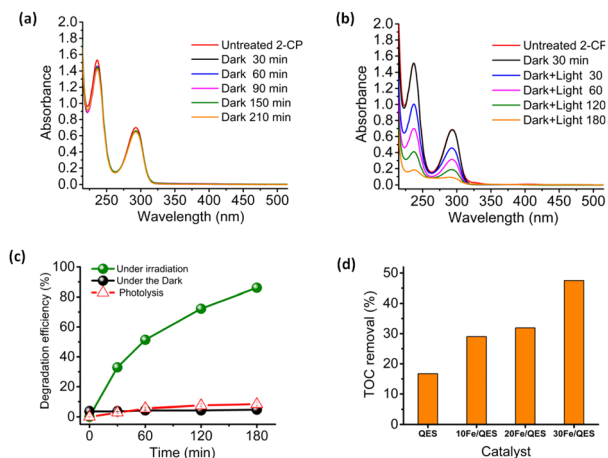 (a)
2.0
1.8
1.6
1.4
1.2
1.0
0.8
0.6
0.4
0.2
0.0
Absorbance
250 300 350 400 450 500
Wavelength (nm)
Untreated 2-CP
Dark 30 min
Dark 60 min
Dark 90 min
Dark 150 min
Dark 210 min
(b)
2.0
1.8
1.6
1.4
1.2
1.0
0.8
0.6
0.4
0.2
0.0
Absorbance
250 300 350 400 450 500
Wavelength (nm)
Untreated 2-CP
Dark 30 min
Dark+Light 30
Dark+Light 60
Dark+Light 120
Dark+Light 180
(c)
100
80
60
40
20
0
Degradation efficiency (%)
0 60 120 180
Time (min)
Under irradiation
Under the Dark
Photolysis
(d)
50
40
30
20
10
0
TOC removal (%)
QES 10Fe/QES 20Fe/QES 30Fe/QES
Catalyst